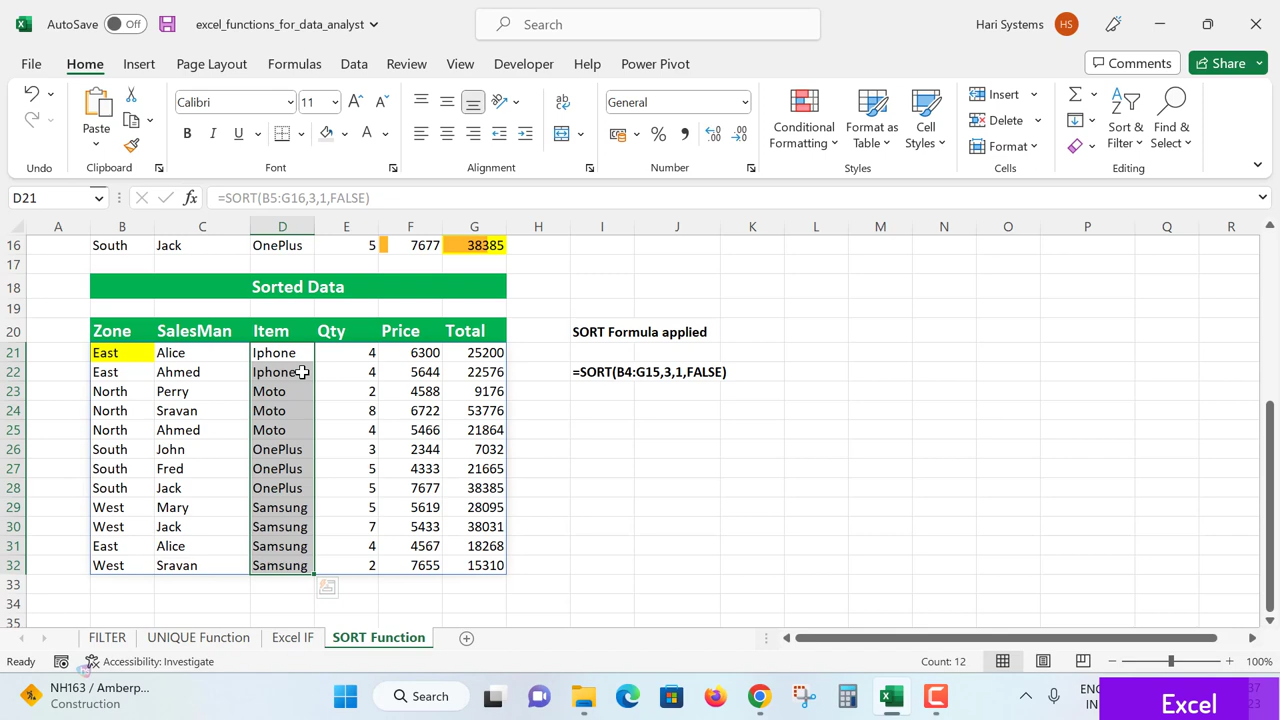 AutoSave Off excel_functions_for_data_analyst Search Hari Systems HS
File Home Insert Page Layout Formulas Data Review View Developer Help Power Pivot Comments Share
Calibri 11 General
Paste
B I U A
Conditional Formatting Format as Table Cell Styles
Insert
Delete
Format
Sort & Filter Find & Select
Undo Clipboard Font Alignment Number Styles Cells Editing
D21 fx =SORT(B5:G16,3,1,FALSE)
A B C D E F G H I J K L M N O P Q R
16 South Jack OnePlus 5 7677 38385
17
18 Sorted Data
19
20 Zone SalesMan Item Qty Price Total SORT Formula applied
21 East Alice Iphone 4 6300 25200
22 East Ahmed Iphone 4 5644 22576 =SORT(B4:G15,3,1,FALSE)
23 North Perry Moto 2 4588 9176
24 North Sravan Moto 8 6722 53776
25 North Ahmed Moto 4 5466 21864
26 South John OnePlus 3 2344 7032
27 South Fred OnePlus 5 4333 21665
28 South Jack OnePlus 5 7677 38385
29 West Mary Samsung 5 5619 28095
30 West Jack Samsung 7 5433 38031
31 East Alice Samsung 4 4567 18268
32 West Sravan Samsung 2 7655 15310
33
34
35
FILTER UNIQUE Function Excel IF SORT Function
Ready Accessibility: Investigate Count: 12 100%
NH163 / Amberp...
Construction
Search
ENG
IN
Excel